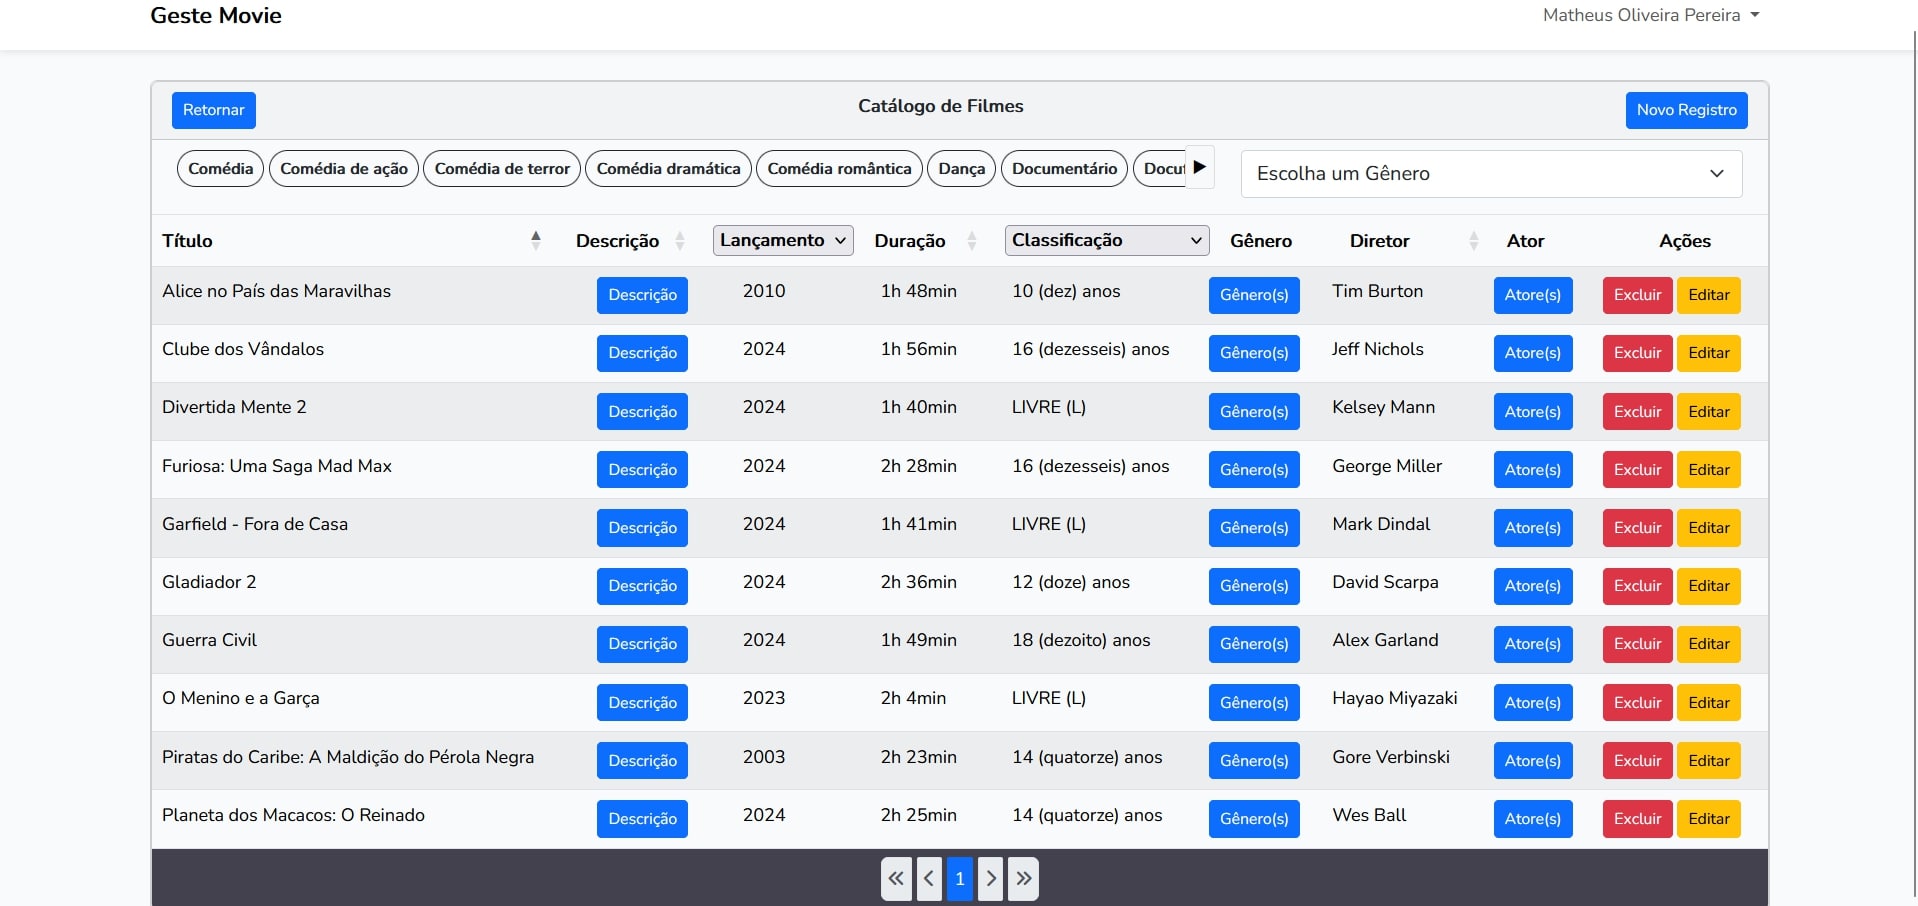 Geste Movie
Matheus Oliveira Pereira
Retornar
Catálogo de Filmes
Novo Registro
Comédia Comédia de ação Comédia de terror Comédia dramática Comédia romântica Dança Documentário Docu
Escolha um Gênero
Título Descrição Lançamento Duração Classificação Gênero Diretor Ator Ações
Alice no País das Maravilhas Descrição 2010 1h 48min 10 (dez) anos Gênero(s) Tim Burton Atore(s) Excluir Editar
Clube dos Vândalos Descrição 2024 1h 56min 16 (dezesseis) anos Gênero(s) Jeff Nichols Atore(s) Excluir Editar
Divertida Mente 2 Descrição 2024 1h 40min LIVRE (L) Gênero(s) Kelsey Mann Atore(s) Excluir Editar
Furiosa: Uma Saga Mad Max Descrição 2024 2h 28min 16 (dezesseis) anos Gênero(s) George Miller Atore(s) Excluir Editar
Garfield - Fora de Casa Descrição 2024 1h 41min LIVRE (L) Gênero(s) Mark Dindal Atore(s) Excluir Editar
Gladiador 2 Descrição 2024 2h 36min 12 (doze) anos Gênero(s) David Scarpa Atore(s) Excluir Editar
Guerra Civil Descrição 2024 1h 49min 18 (dezoito) anos Gênero(s) Alex Garland Atore(s) Excluir Editar
O Menino e a Garça Descrição 2023 2h 4min LIVRE (L) Gênero(s) Hayao Miyazaki Atore(s) Excluir Editar
Piratas do Caribe: A Maldição do Pérola Negra Descrição 2003 2h 23min 14 (quatorze) anos Gênero(s) Gore Verbinski Atore(s) Excluir Editar
Planeta dos Macacos: O Reinado Descrição 2024 2h 25min 14 (quatorze) anos Gênero(s) Wes Ball Atore(s) Excluir Editar
« ‹ 1 › »